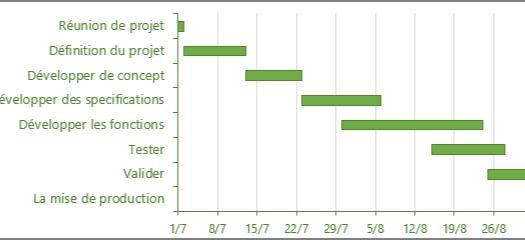 Réunion de projet
Définition du projet
Développer de concept
évelopper des specifications
Développer les fonctions
Tester
Valider
La mise de production
1/7 8/7 15/7 22/7 29/7 5/8 12/8 19/8 26/8